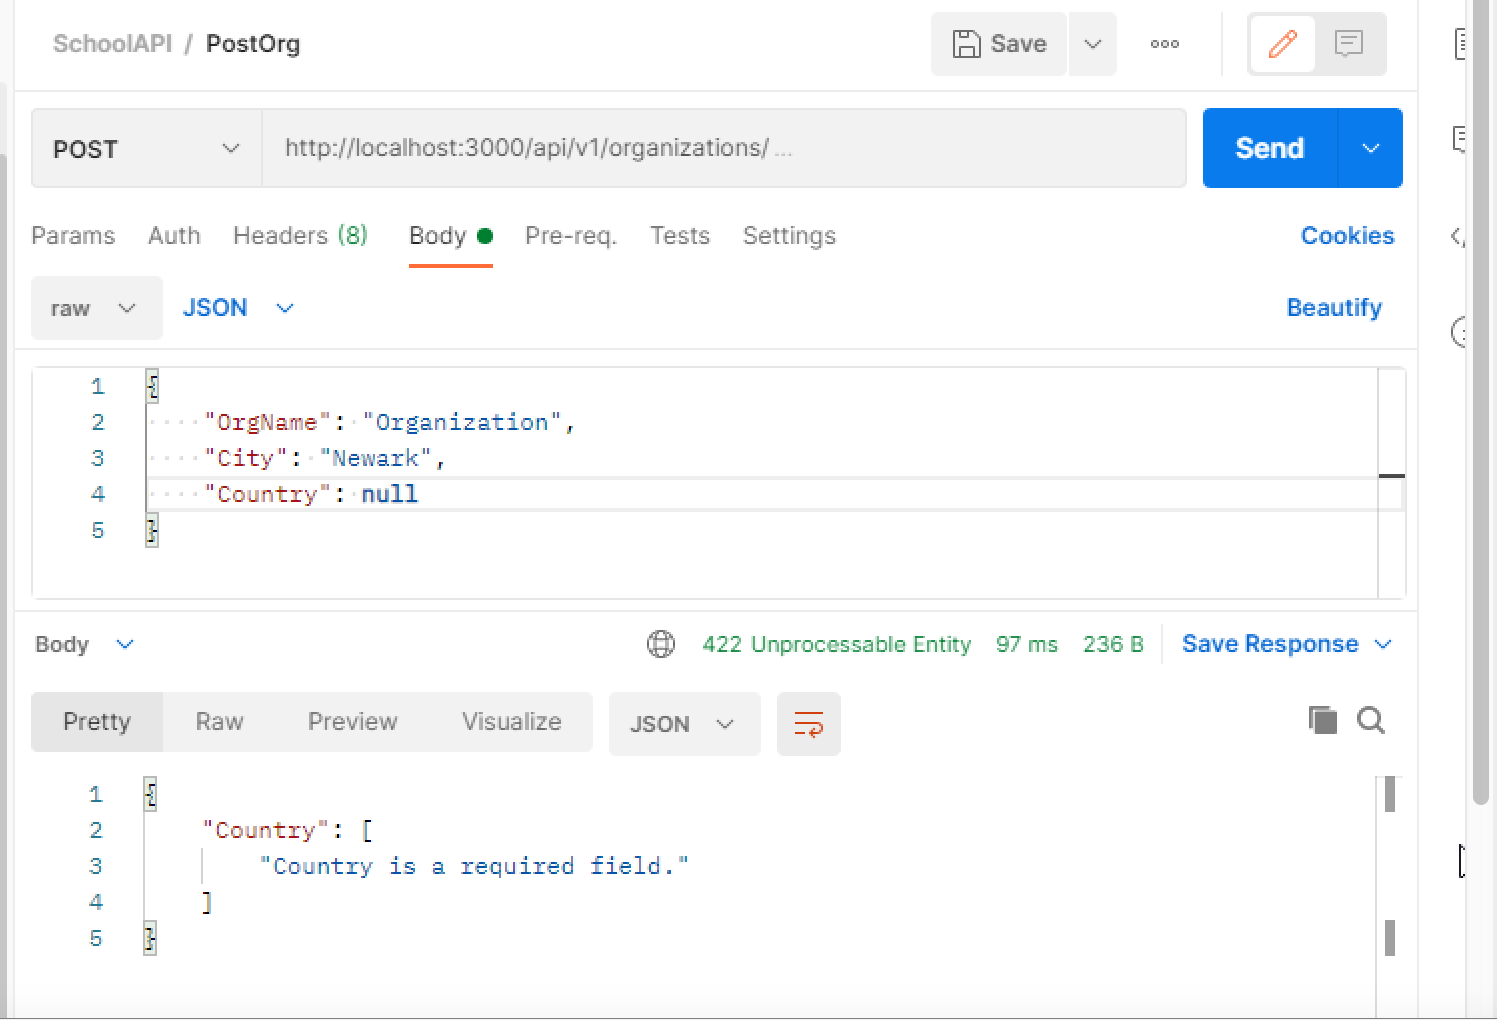 SchoolAPI / PostOrg
Save
POST
http://localhost:3000/api/v1/organizations/ ...
Send
Params Auth Headers (8) Body Pre-req. Tests Settings Cookies
raw JSON Beautify
1 {
2 "OrgName": "Organization",
3 "City": "Newark",
4 "Country": null
5 }
Body 422 Unprocessable Entity 97 ms 236 B Save Response
Pretty Raw Preview Visualize JSON
1 {
2 "Country": [
3 "Country is a required field."
4 ]
5 }